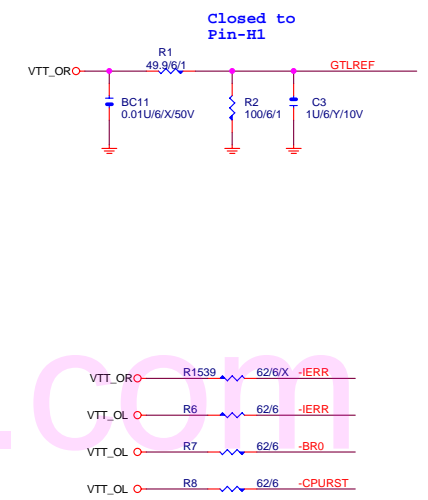 Closed to
Pin-H1
R1
VTT_OR 49.9/6/1 GTLREF
BC11 R2 C3
0.01U/6/X/50V 100/6/1 1U/6/Y/10V
VTT_OR R1539 62/6/X -IERR
VTT_OL R6 62/6 -IERR
VTT_OL R7 62/6 -BR0
VTT_OL R8 62/6 -CPURST
.com